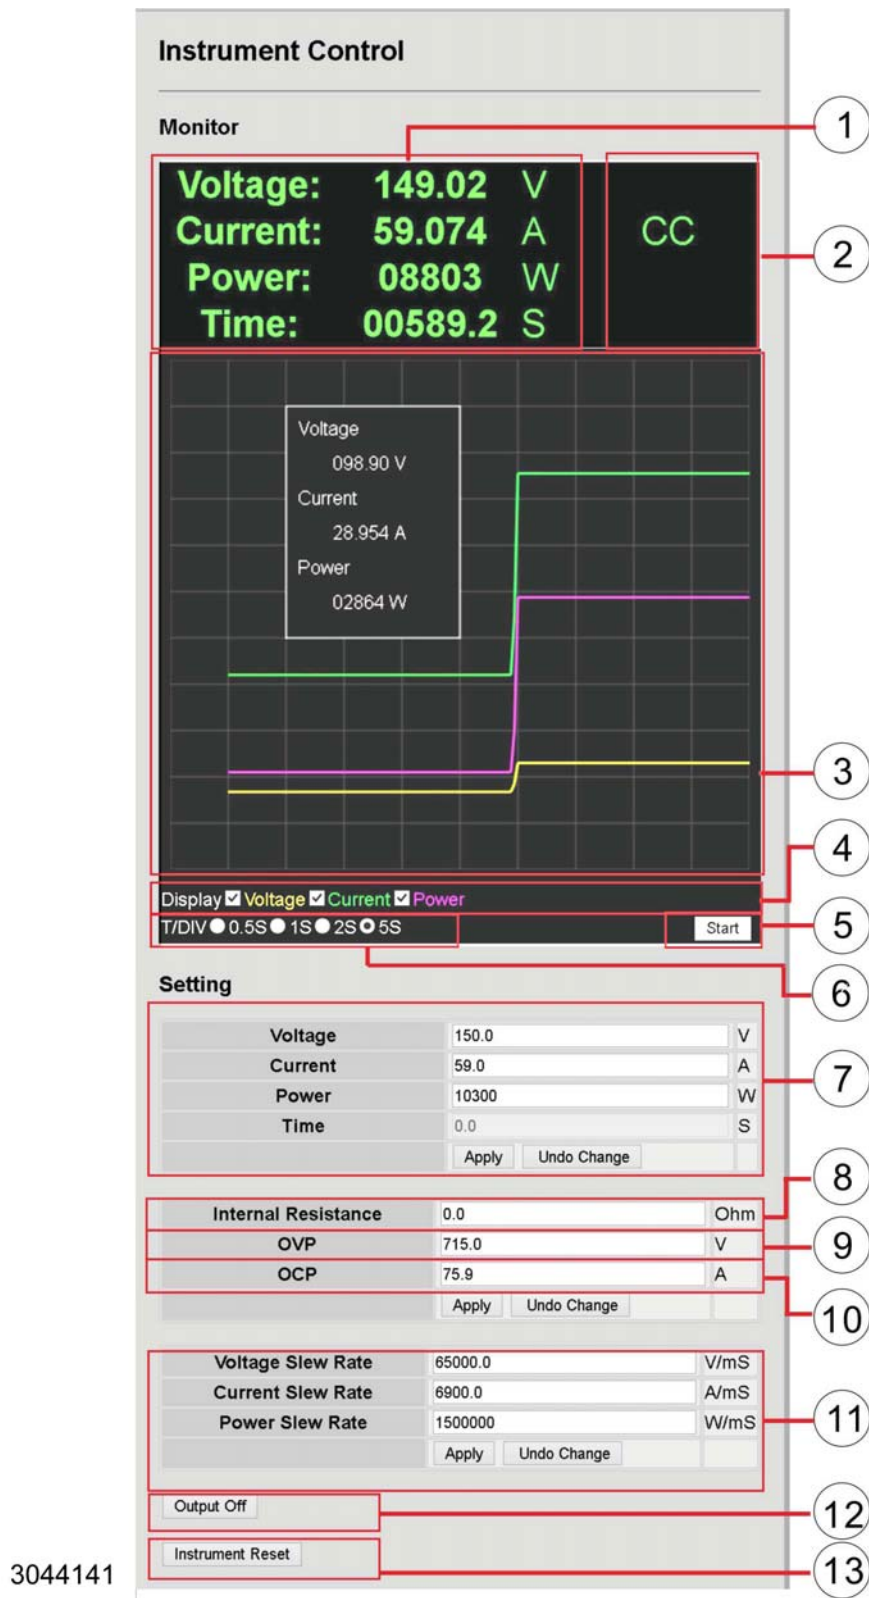 Instrument Control
Monitor
1
Voltage: 149.02 V
Current: 59.074 A
Power: 08803 W
Time: 00589.2 S
CC
2
Voltage
098.90 V
Current
28.954 A
Power
02864 W
3
4
Display Voltage Current Power
T/DIV 0.5S 1S 2S 5S Start
5
6
Setting
Voltage 150.0 V
Current 59.0 A
Power 10300 W
Time 0.0 S
Apply Undo Change
7
8
Internal Resistance 0.0 Ohm
OVP 715.0 V
9
OCP 75.9 A
Apply Undo Change
10
Voltage Slew Rate 65000.0 V/mS
Current Slew Rate 6900.0 A/mS
Power Slew Rate 1500000 W/mS
11
Apply Undo Change
Output Off
12
Instrument Reset
13
3044141